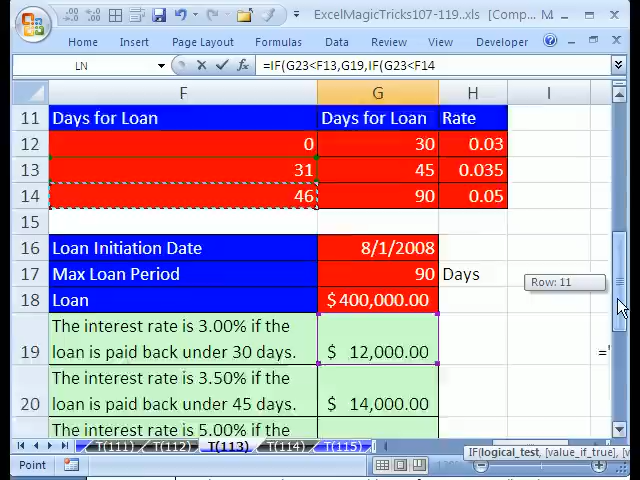 ExcelMagicTricks107-119..xls [Comp... M...
Home Insert Page Layout Formulas Data Review View Developer
LN =IF(G23<F13,G19,IF(G23<F14
F G H I
11 Days for Loan Days for Loan Rate
12 0 30 0.03
13 31 45 0.035
14 46 90 0.05
15
16 Loan Initiation Date 8/1/2008
17 Max Loan Period 90 Days
Row: 11
18 Loan $400,000.00
The interest rate is 3.00% if the
19 loan is paid back under 30 days. $ 12,000.00 ='
The interest rate is 3.50% if the
20 loan is paid back under 45 days. $ 14,000.00
The interest rate is 5.00% if the
T(111) T(112) T(113) T(114) T(115)
IF(logical_test, [value_if_true], [v
Point